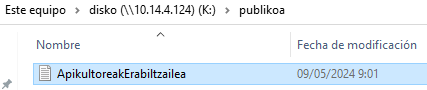 Este equipo > disko (\\10.14.4.124) (K:) > publikoa
Nombre Fecha de modificación
ApikultoreakErabiltzailea 09/05/2024 9:01